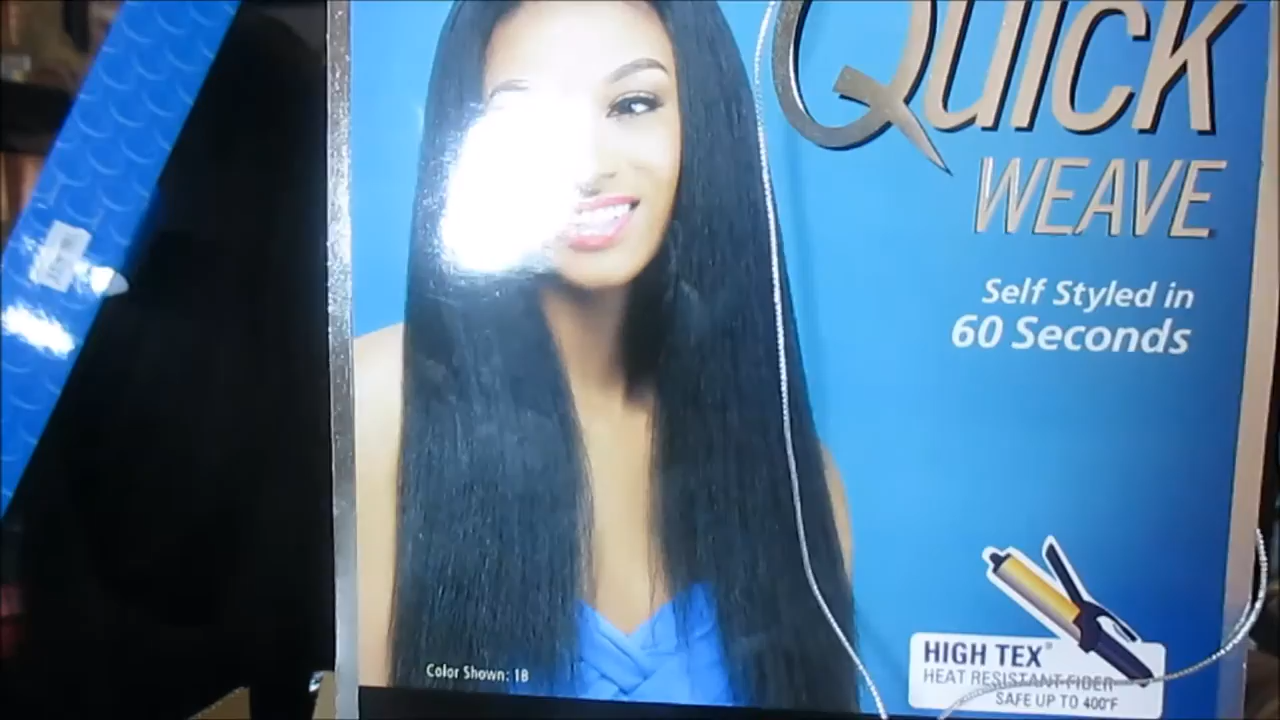 QUICK
WEAVE
Self Styled in
60 Seconds
Color Shown: 1B
HIGH TEX®
HEAT RESISTANT FIBER
SAFE UP TO 400°F